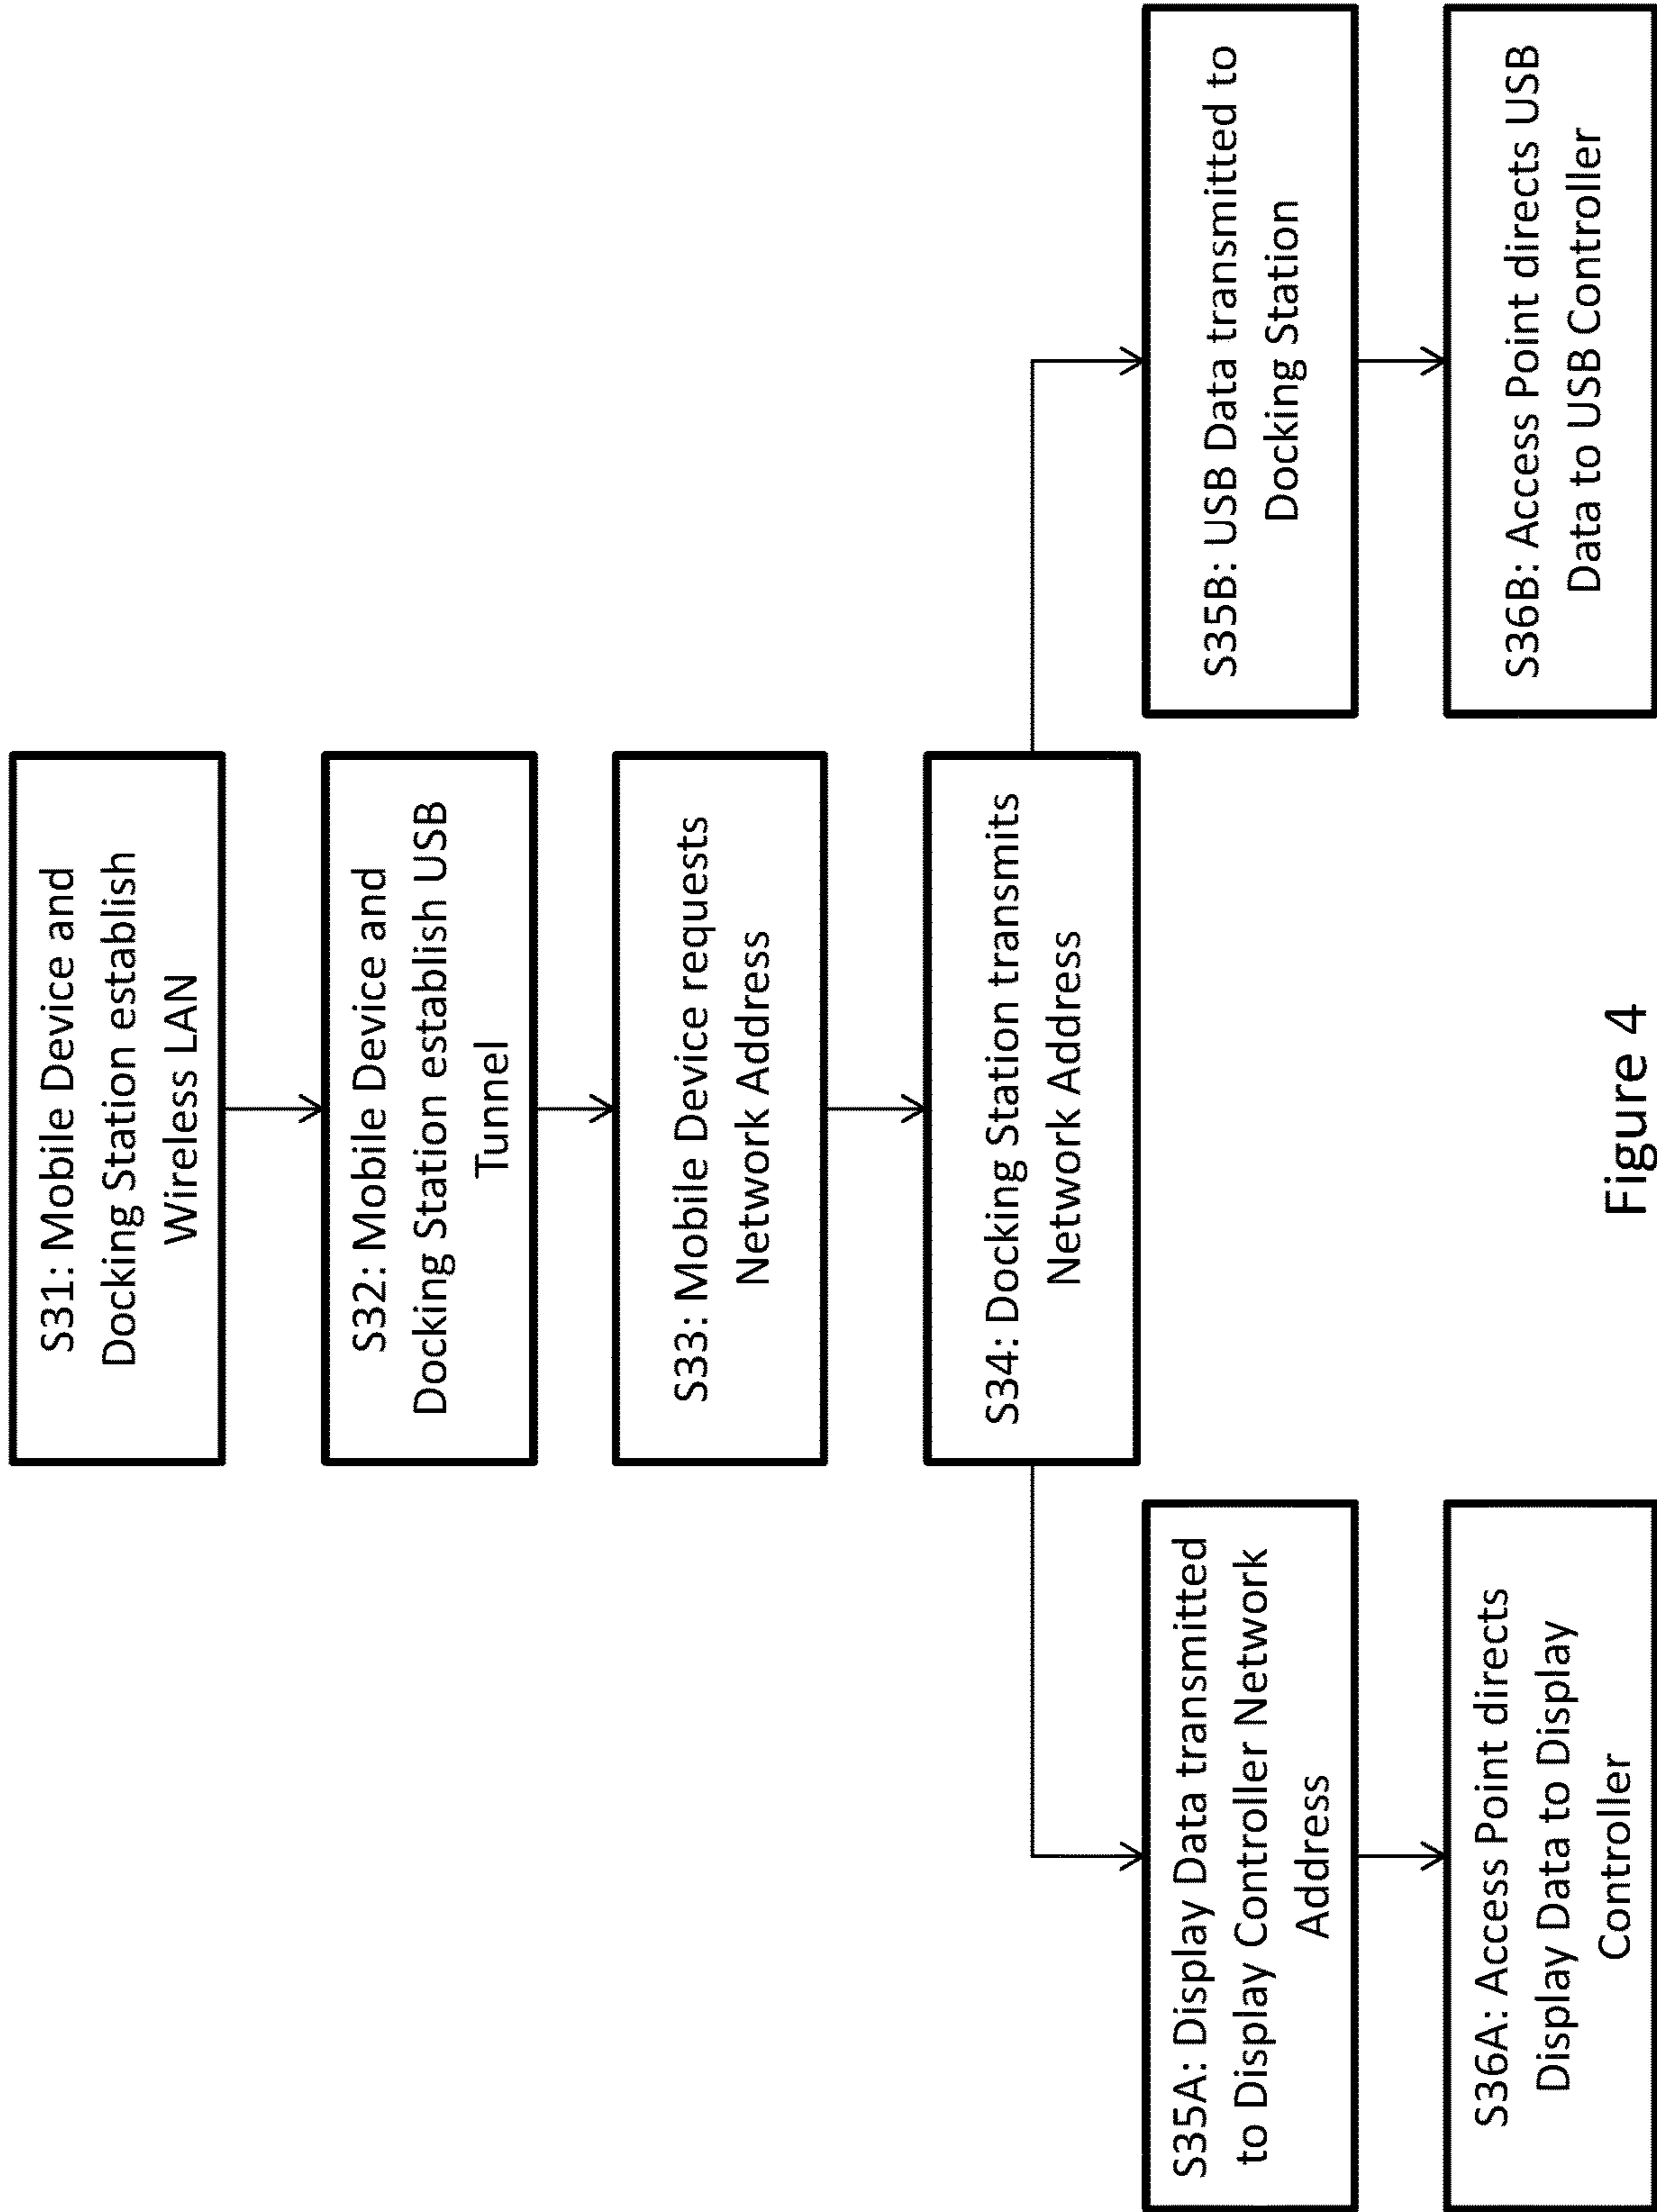 S31: Mobile Device and
Docking Station establish
Wireless LAN
S32: Mobile Device and
Docking Station establish USB
Tunnel
S33: Mobile Device requests
Network Address
S34: Docking Station transmits
Network Address
S35A: Display Data transmitted
to Display Controller Network
Address
S35B: USB Data transmitted to
Docking Station
S36A: Access Point directs
Display Data to Display
Controller
S36B: Access Point directs USB
Data to USB Controller
Figure 4